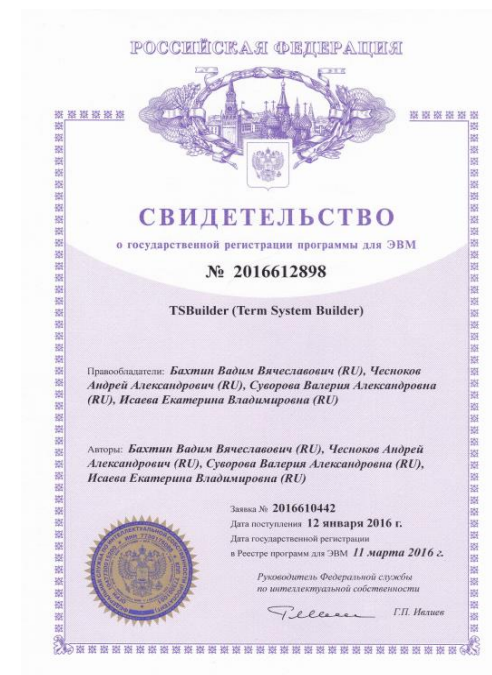 РОССИЙСКАЯ ФЕДЕРАЦИЯ
СВИДЕТЕЛЬСТВО
о государственной регистрации программы для ЭВМ
№ 2016612898
TSBuilder (Term System Builder)
Правообладатели: Бахтин Вадим Вячеславович (RU), Чесноков
Андрей Александрович (RU), Суворова Валерия Александровна
(RU), Исаева Екатерина Владимировна (RU)
Авторы: Бахтин Вадим Вячеславович (RU), Чесноков Андрей
Александрович (RU), Суворова Валерия Александровна (RU),
Исаева Екатерина Владимировна (RU)
Заявка № 2016610442
Дата поступления 12 января 2016 г.
Дата государственной регистрации
в Реестре программ для ЭВМ 11 марта 2016 г.
Руководитель Федеральной службы
по интеллектуальной собственности
Г.П. Ивлиев